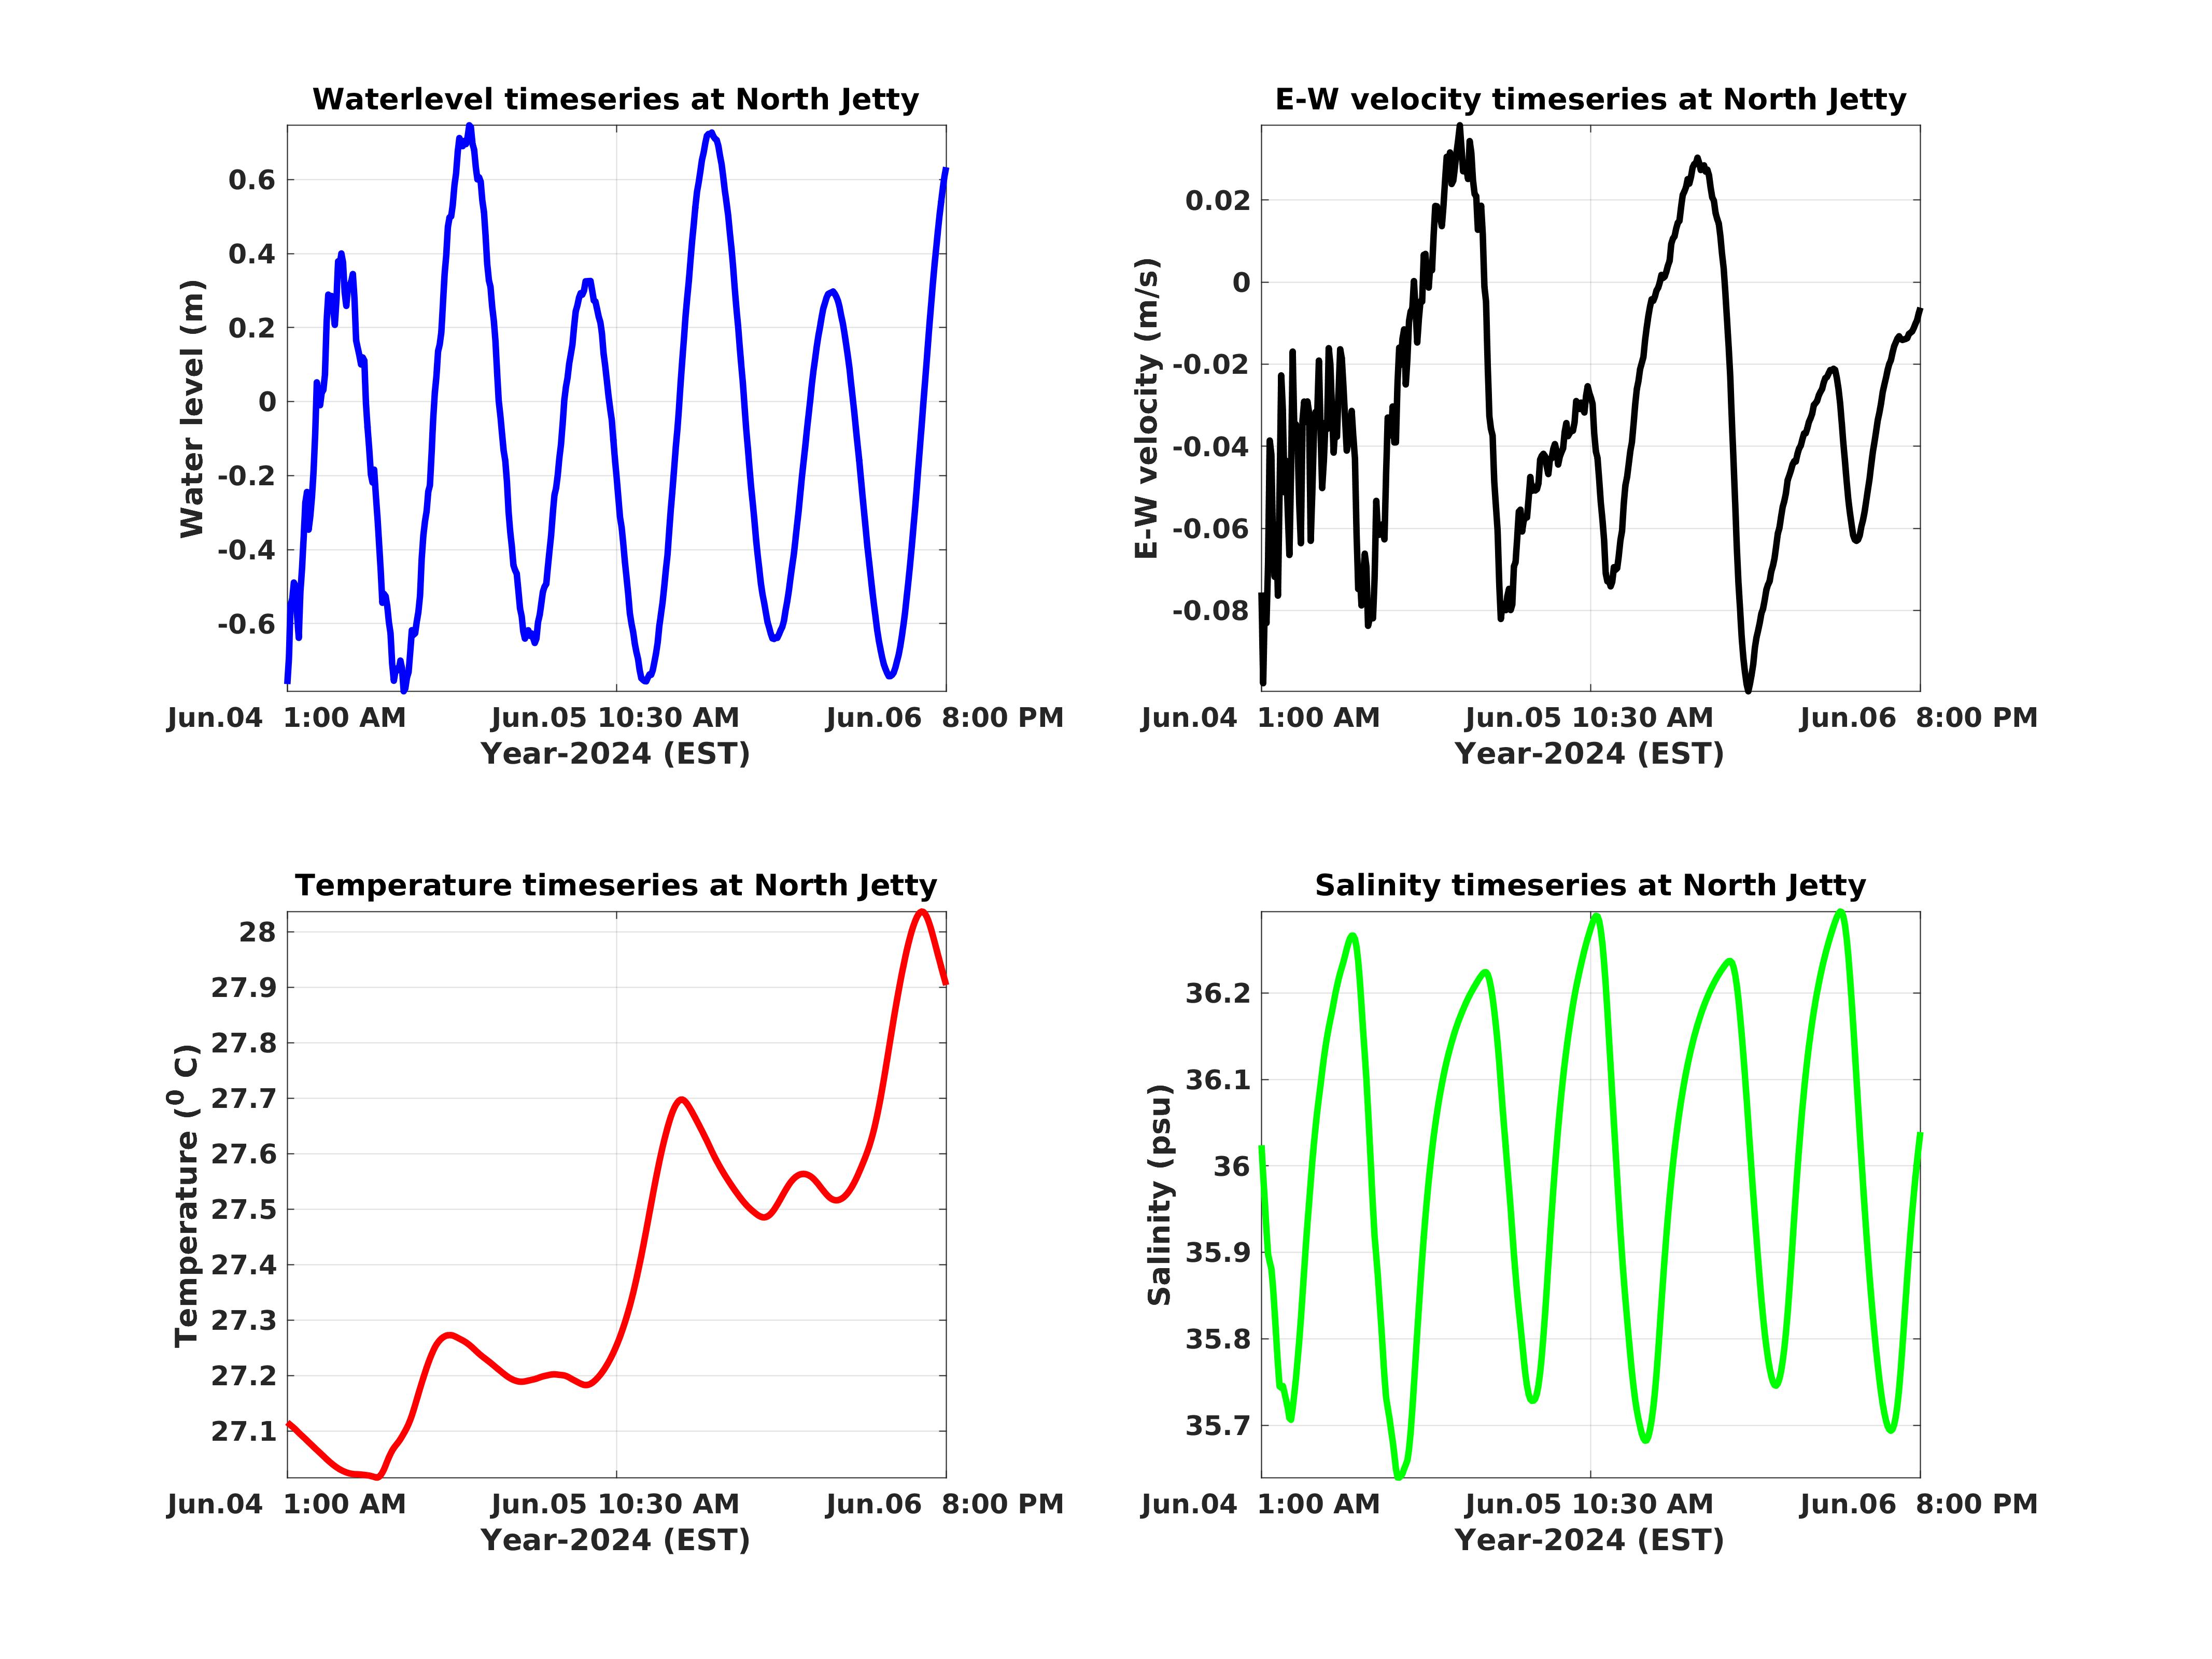 Waterlevel timeseries at North Jetty
0.6
0.4
0.2
0
-0.2
-0.4
-0.6
Water level (m)
Jun.04 1:00 AM Jun.05 10:30 AM Jun.06 8:00 PM
Year-2024 (EST)
E-W velocity timeseries at North Jetty
0.02
0
-0.02
-0.04
-0.06
-0.08
E-W velocity (m/s)
Jun.04 1:00 AM Jun.05 10:30 AM Jun.06 8:00 PM
Year-2024 (EST)
Temperature timeseries at North Jetty
28
27.9
27.8
27.7
27.6
27.5
27.4
27.3
27.2
27.1
Temperature (⁰ C)
Jun.04 1:00 AM Jun.05 10:30 AM Jun.06 8:00 PM
Year-2024 (EST)
Salinity timeseries at North Jetty
36.2
36.1
36
35.9
35.8
35.7
Salinity (psu)
Jun.04 1:00 AM Jun.05 10:30 AM Jun.06 8:00 PM
Year-2024 (EST)